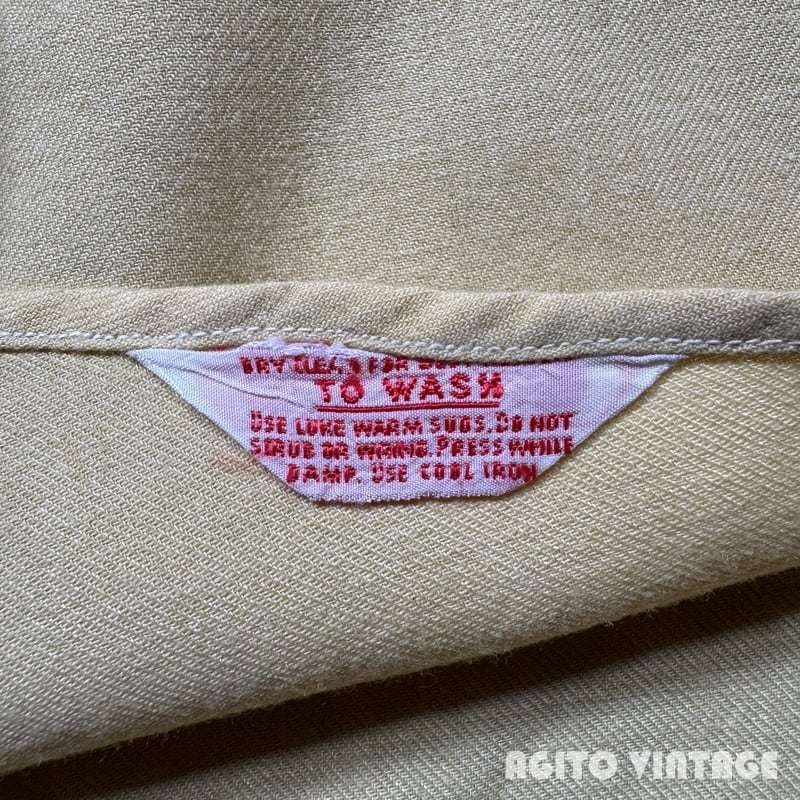 FOR
TO WASH
USE LUKE WARM SUDS. DO NOT
SCRUB OR WRING. PRESS WHILE
DAMP. USE COOL IRON
AGITO VINTAGE